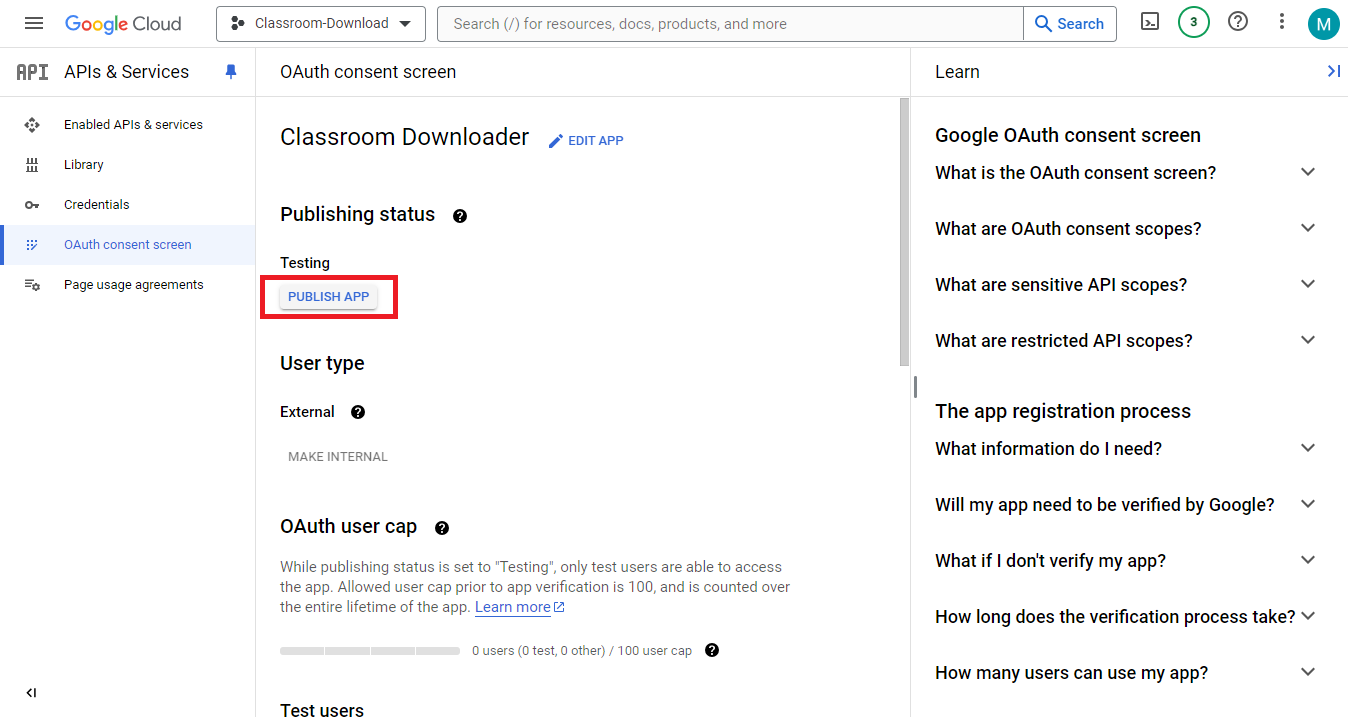 Google Cloud
Classroom-Download
Search (/) for resources, docs, products, and more
Search
3
M
API
APIs & Services
Enabled APIs & services
Library
Credentials
OAuth consent screen
Page usage agreements
OAuth consent screen
Classroom Downloader
EDIT APP
Publishing status
Testing
PUBLISH APP
User type
External
MAKE INTERNAL
OAuth user cap
While publishing status is set to "Testing", only test users are able to access
the app. Allowed user cap prior to app verification is 100, and is counted over
the entire lifetime of the app. Learn more
0 users (0 test, 0 other) / 100 user cap
Test users
Learn
Google OAuth consent screen
What is the OAuth consent screen?
What are OAuth consent scopes?
What are sensitive API scopes?
What are restricted API scopes?
The app registration process
What information do I need?
Will my app need to be verified by Google?
What if I don't verify my app?
How long does the verification process take?
How many users can use my app?